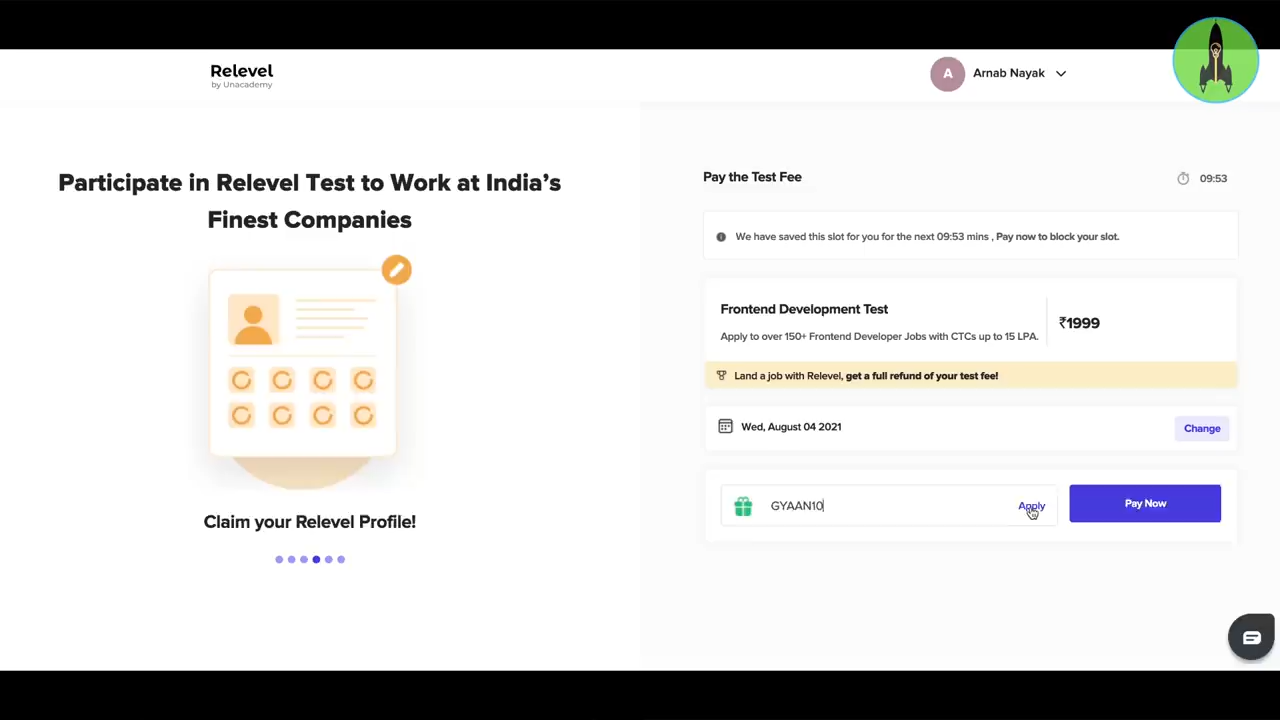 Relevel
by Unacademy
A
Arnab Nayak
Participate in Relevel Test to Work at India's
Finest Companies
Claim your Relevel Profile!
Pay the Test Fee
09:53
We have saved this slot for you for the next 09:53 mins , Pay now to block your slot.
Frontend Development Test
Apply to over 150+ Frontend Developer Jobs with CTCs up to 15 LPA.
₹1999
Land a job with Relevel, get a full refund of your test fee!
Wed, August 04 2021
Change
GYAAN10
Apply
Pay Now